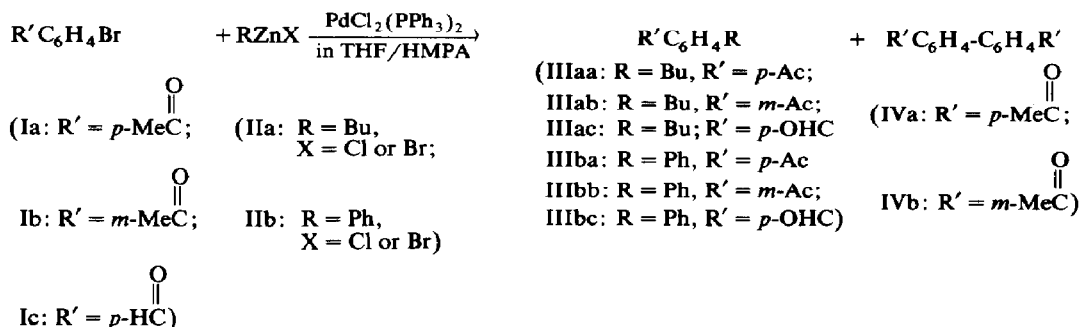 R′C₆H₄Br + RZnX PdCl₂(PPh₃)₂ in THF/HMPA R′C₆H₄R + R′C₆H₄-C₆H₄R′
(IIIaa: R = Bu, R′ = p-Ac;
O
(Ia: R′ = p-MeC; (IIa: R = Bu, X = Cl or Br;
IIIab: R = Bu, R′ = m-Ac;
IIIac: R = Bu; R′ = p-OHC
O
(IVa: R′ = p-MeC;
IIIba: R = Ph, R′ = p-Ac
O
Ib: R′ = m-MeC; IIb: R = Ph, X = Cl or Br)
IIIbb: R = Ph, R′ = m-Ac;
IIIbc: R = Ph, R′ = p-OHC)
O
IVb: R′ = m-MeC)
O
Ic: R′ = p-HC)